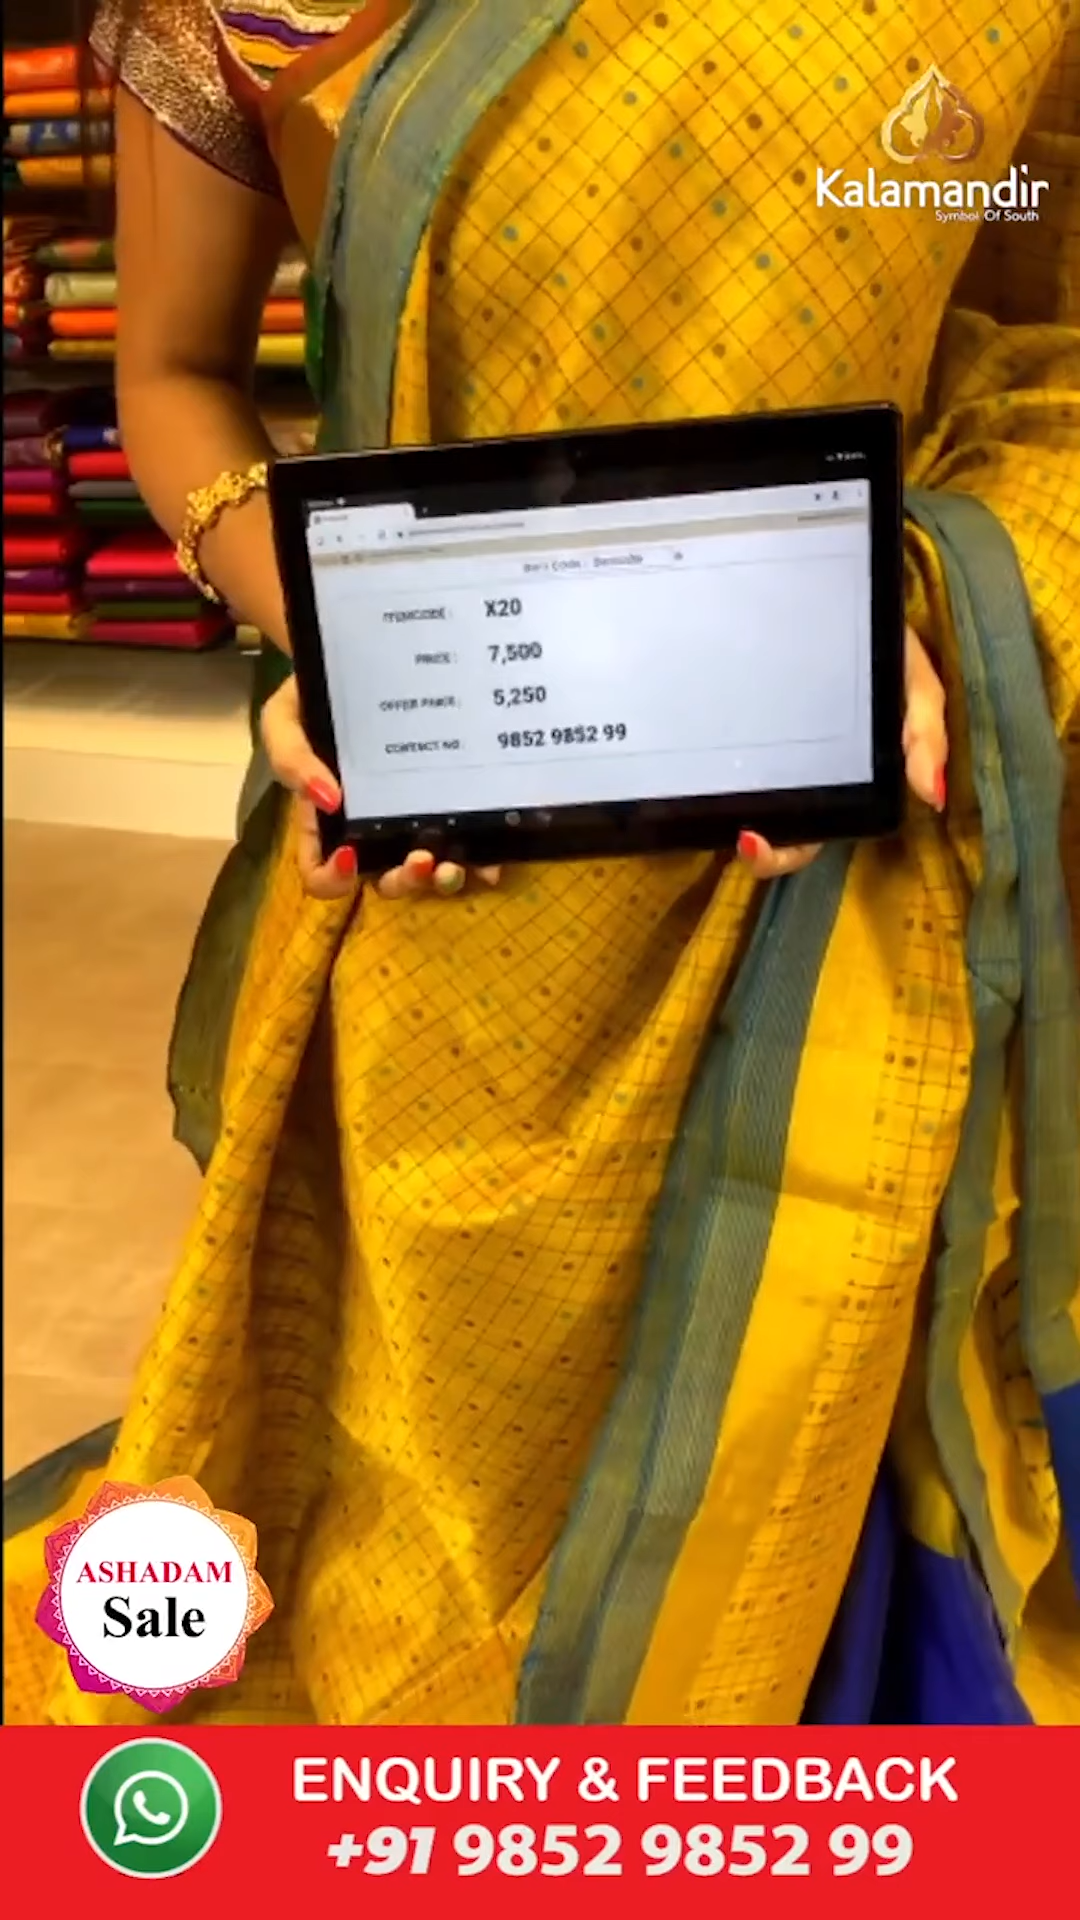 Kalamandir
Symbol Of South
ITEMCODE : X20
PRICE : 7,500
OFFER PRICE : 5,250
CONTACT NO : 9852 9852 99
ASHADAM
Sale
ENQUIRY & FEEDBACK
+91 9852 9852 99